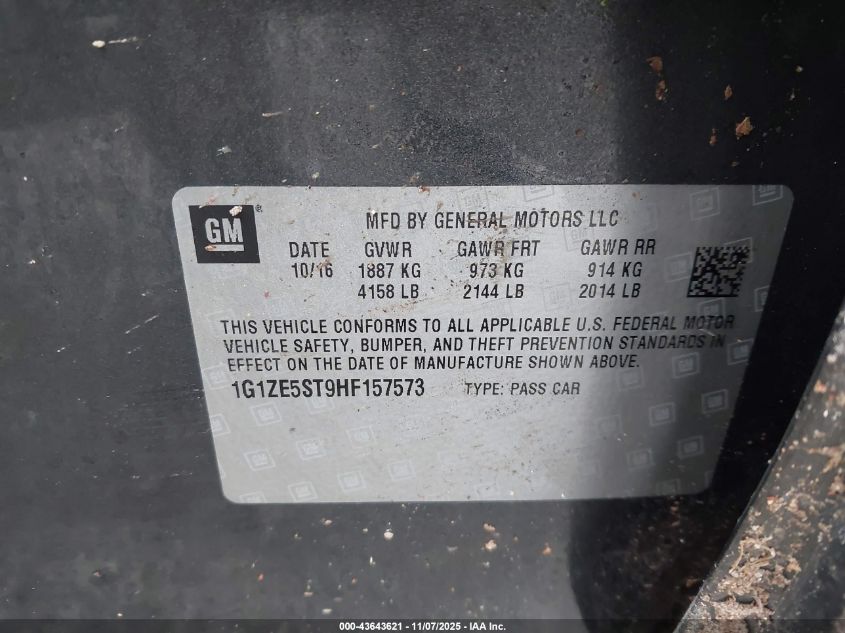 GM®
MFD BY GENERAL MOTORS LLC
DATE GVWR GAWR FRT GAWR RR
10/16 1887 KG 973 KG 914 KG
4158 LB 2144 LB 2014 LB
THIS VEHICLE CONFORMS TO ALL APPLICABLE U.S. FEDERAL MOTOR
VEHICLE SAFETY, BUMPER, AND THEFT PREVENTION STANDARDS IN
EFFECT ON THE DATE OF MANUFACTURE SHOWN ABOVE.
1G1ZE5ST9HF157573 TYPE: PASS CAR
000-43643621 - 11/07/2025 - IAA Inc.